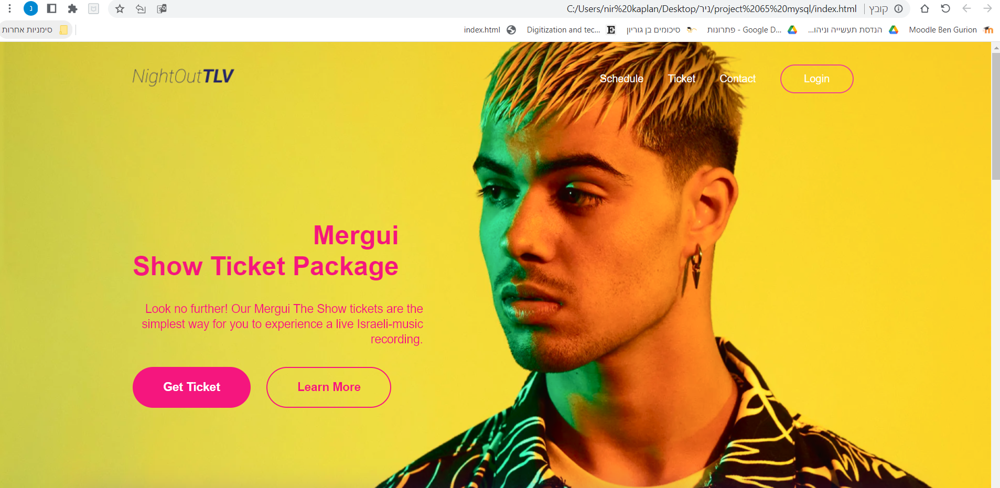 נ
C:/Users/nir%20kaplan/Desktop/ניר/project%2065%20mysql/index.html | קובץ
Moodle Ben Gurion
הנדסת תעשייה וניהו...
פתרונות - Google D...
סיכומים בן גוריון
Digitization and tec...
index.html
סימניות אחרות
NightOutTLV
Schedule
Ticket
Contact
Login
Mergui
Show Ticket Package
Look no further! Our Mergui The Show tickets are the
simplest way for you to experience a live Israeli-music
recording.
Get Ticket
Learn More